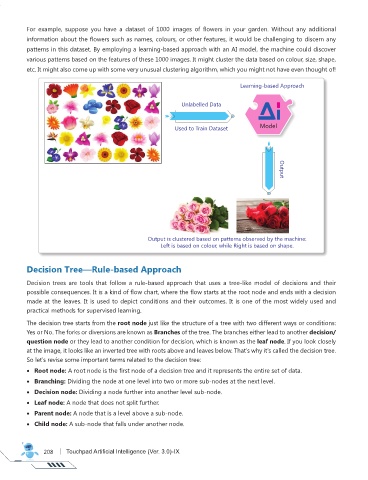 For example, suppose you have a dataset of 1000 images of flowers in your garden. Without any additional
information about the flowers such as names, colours, or other features, it would be challenging to discern any
patterns in this dataset. By employing a learning-based approach with an AI model, the machine could discover
various patterns based on the features of these 1000 images. It might cluster the data based on colour, size, shape,
etc. It might also come up with some very unusual clustering algorithm, which you might not have even thought of!
Learning-based Approach
Unlabelled Data
Ai
Model
Used to Train Dataset
Output
Output is clustered based on patterns observed by the machine.
Left is based on colour, while Right is based on shape.
Decision Tree—Rule-based Approach
Decision trees are tools that follow a rule-based approach that uses a tree-like model of decisions and their
possible consequences. It is a kind of flow chart, where the flow starts at the root node and ends with a decision
made at the leaves. It is used to depict conditions and their outcomes. It is one of the most widely used and
practical methods for supervised learning.
The decision tree starts from the root node just like the structure of a tree with two different ways or conditions:
Yes or No. The forks or diversions are known as Branches of the tree. The branches either lead to another decision/
question node or they lead to another condition for decision, which is known as the leaf node. If you look closely
at the image, it looks like an inverted tree with roots above and leaves below. That's why it's called the decision tree.
So let's revise some important terms related to the decision tree:
• Root node: A root node is the first node of a decision tree and it represents the entire set of data.
• Branching: Dividing the node at one level into two or more sub-nodes at the next level.
• Decision node: Dividing a node further into another level sub-node.
• Leaf node: A node that does not split further.
• Parent node: A node that is a level above a sub-node.
• Child node: A sub-node that falls under another node.
208 | Touchpad Artificial Intelligence (Ver. 3.0)-IX